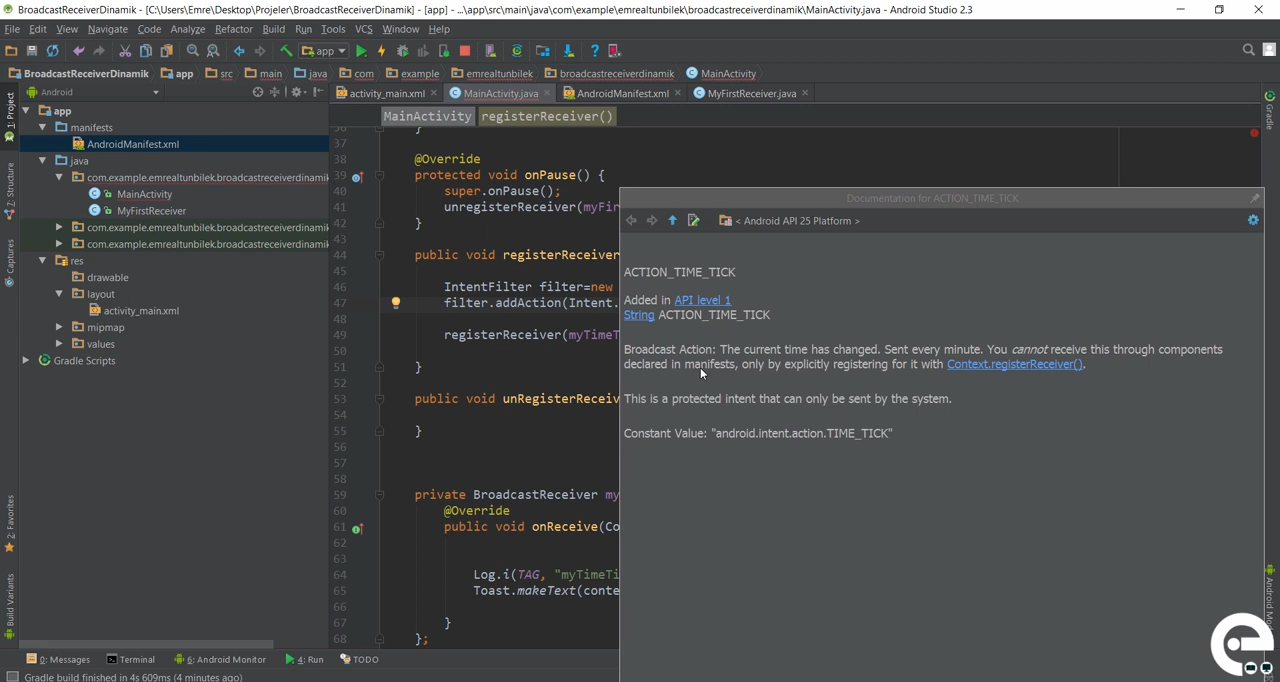 BroadcastReceiverDinamik - [C:\Users\Emre\Desktop\Projeler\BroadcastReceiverDinamik] - [app] - ...\app\src\main\java\com\example\emrealtunbilek\broadcastreceiverdinamik\MainActivity.java - Android Studio 2.3
File Edit View Navigate Code Analyze Refactor Build Run Tools VCS Window Help
app
BroadcastReceiverDinamik app src main java com example emrealtunbilek broadcastreceiverdinamik MainActivity
Android
activity_main.xml MainActivity.java AndroidManifest.xml MyFirstReceiver.java
MainActivity registerReceiver()
1: Project
Z: Structure
Captures
2: Favorites
Build Variants
Gradle
app
manifests
AndroidManifest.xml
java
com.example.emrealtunbilek.broadcastreceiverdinamik
MainActivity
MyFirstReceiver
com.example.emrealtunbilek.broadcastreceiverdinamik
com.example.emrealtunbilek.broadcastreceiverdinamik
res
drawable
layout
activity_main.xml
mipmap
values
Gradle Scripts
36 }
37
38 @Override
39 protected void onPause() {
40 super.onPause();
41 unregisterReceiver(myFir
42 }
43
44 public void registerReceiver
45
46 IntentFilter filter=new
47 filter.addAction(Intent.
48
49 registerReceiver(myTimeT
50
51 }
52
53 public void unRegisterReceiv
54
55 }
56
57
58
59 private BroadcastReceiver my
60 @Override
61 public void onReceive(Co
62
63
64 Log.i(TAG, "myTimeTi
65 Toast.makeText(conte
66
67 }
68 };
Documentation for ACTION_TIME_TICK
< Android API 25 Platform >
ACTION_TIME_TICK
Added in API level 1
String ACTION_TIME_TICK
Broadcast Action: The current time has changed. Sent every minute. You cannot receive this through components
declared in manifests, only by explicitly registering for it with Context.registerReceiver().
This is a protected intent that can only be sent by the system.
Constant Value: "android.intent.action.TIME_TICK"
0: Messages Terminal 6: Android Monitor 4: Run TODO
Gradle build finished in 4s 609ms (4 minutes ago)